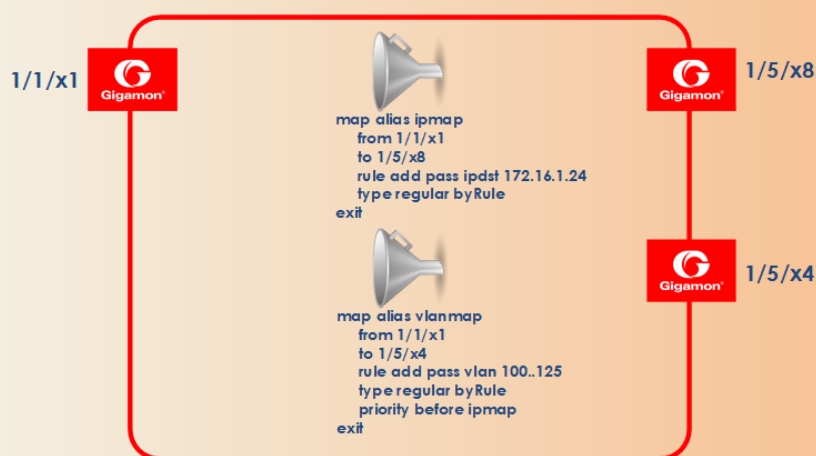 1/1/x1
Gigamon®
map alias ipmap
from 1/1/x1
to 1/5/x8
rule add pass ipdst 172.16.1.24
type regular byRule
exit
Gigamon®
1/5/x8
map alias vlanmap
from 1/1/x1
to 1/5/x4
rule add pass vlan 100..125
type regular byRule
priority before ipmap
exit
Gigamon®
1/5/x4